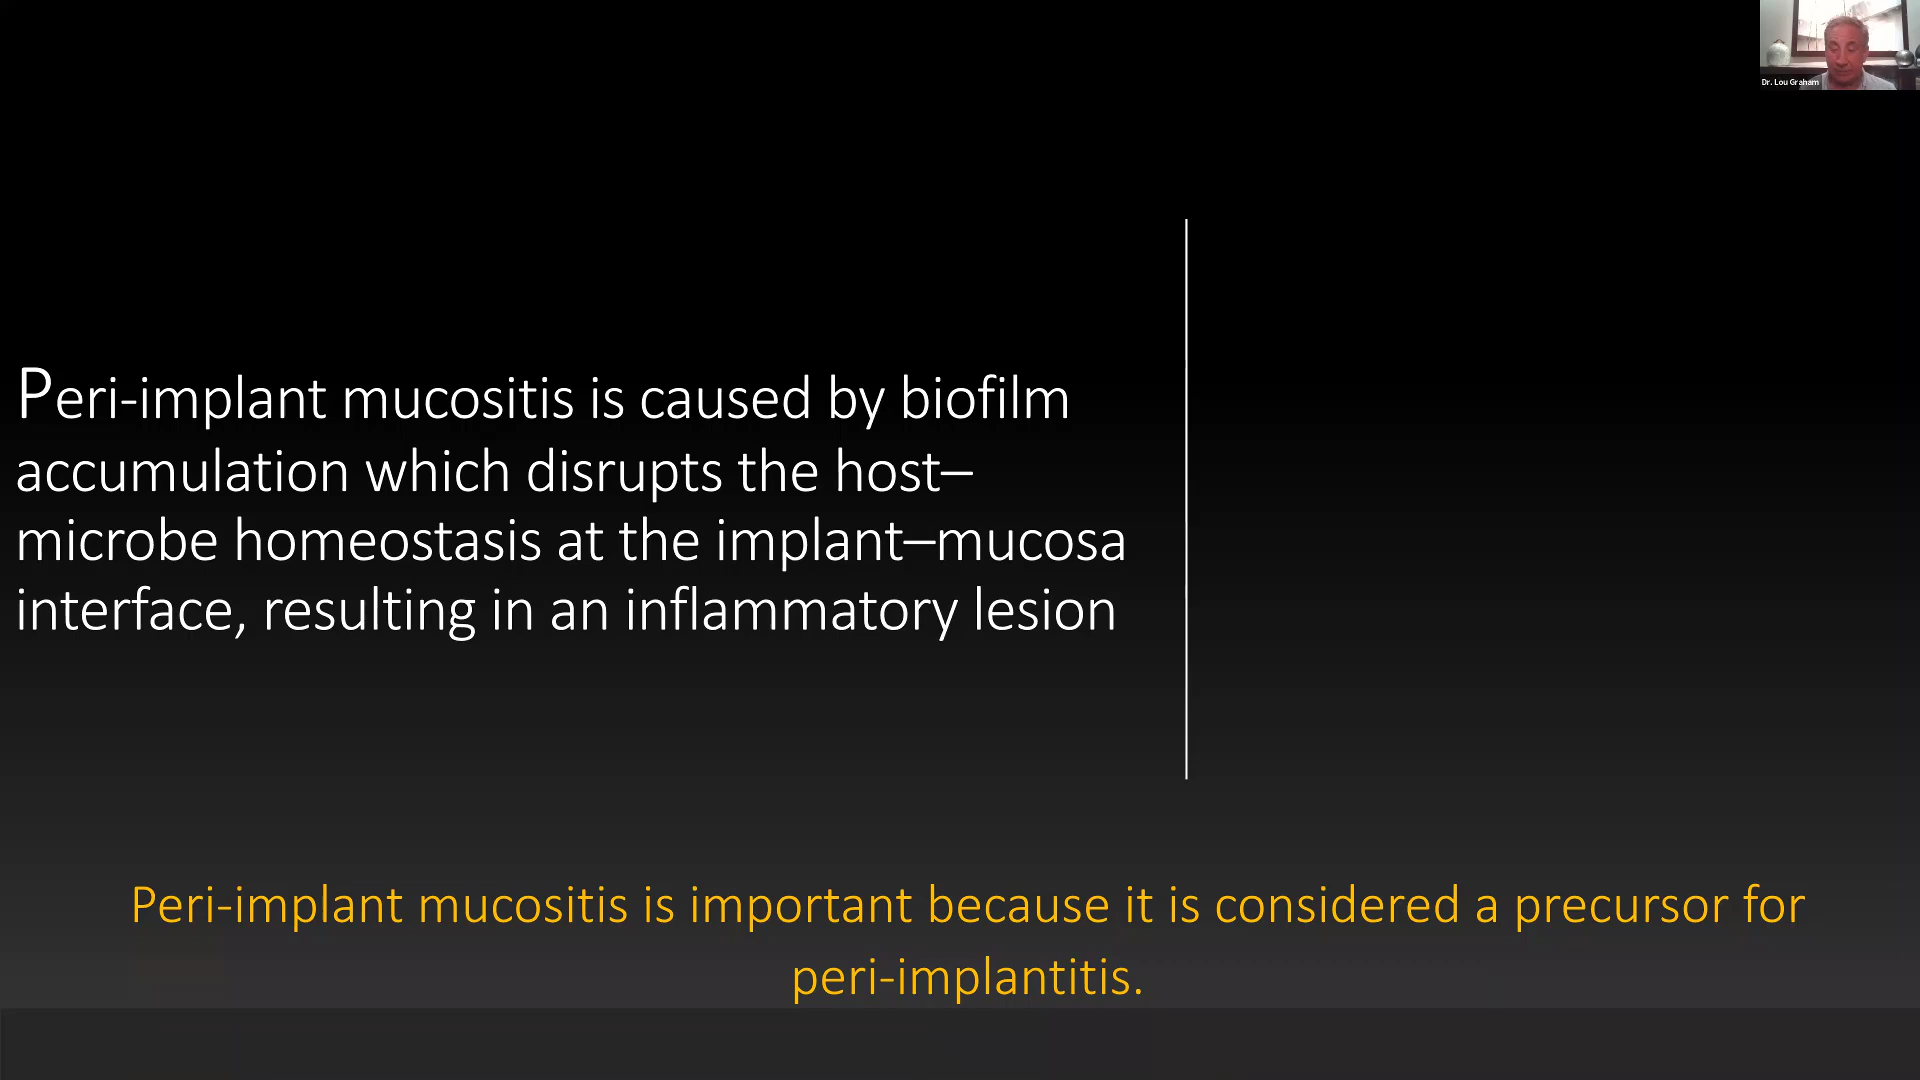 Dr. Lou Graham
Peri-implant mucositis is caused by biofilm
accumulation which disrupts the host–
microbe homeostasis at the implant–mucosa
interface, resulting in an inflammatory lesion
Peri-implant mucositis is important because it is considered a precursor for
peri-implantitis.